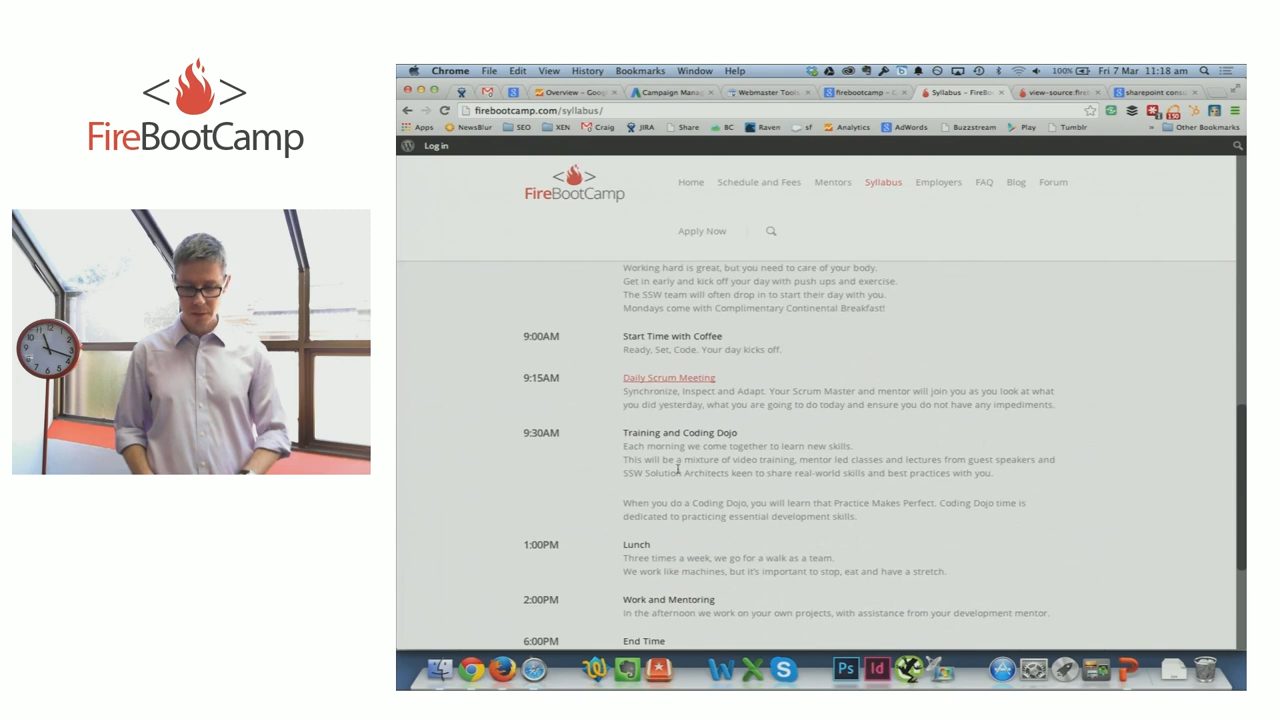 <>
FireBootCamp
Chrome File Edit View History Bookmarks Window Help 100% Fri 7 Mar 11:18 am
Overview – Goog Campaign Manag Webmaster Tools firebootcamp – C Syllabus – FireBo view-source:fireb sharepoint consu
firebootcamp.com/syllabus/
Apps NewsBlur SEO XEN Craig JIRA Share BC Raven sf Analytics AdWords Buzzstream Play Tumblr » Other Bookmarks
Log in
<>
FireBootCamp
Home Schedule and Fees Mentors Syllabus Employers FAQ Blog Forum
Apply Now
Working hard is great, but you need to care of your body.
Get in early and kick off your day with push ups and exercise.
The SSW team will often drop in to start their day with you.
Mondays come with Complimentary Continental Breakfast!
9:00AM Start Time with Coffee
Ready, Set, Code. Your day kicks off.
9:15AM Daily Scrum Meeting
Synchronize, Inspect and Adapt. Your Scrum Master and mentor will join you as you look at what
you did yesterday, what you are going to do today and ensure you do not have any impediments.
9:30AM Training and Coding Dojo
Each morning we come together to learn new skills.
This will be a mixture of video training, mentor led classes and lectures from guest speakers and
SSW Solution Architects keen to share real-world skills and best practices with you.
When you do a Coding Dojo, you will learn that Practice Makes Perfect. Coding Dojo time is
dedicated to practicing essential development skills.
1:00PM Lunch
Three times a week, we go for a walk as a team.
We work like machines, but it's important to stop, eat and have a stretch.
2:00PM Work and Mentoring
In the afternoon we work on your own projects, with assistance from your development mentor.
6:00PM End Time
Ps Id